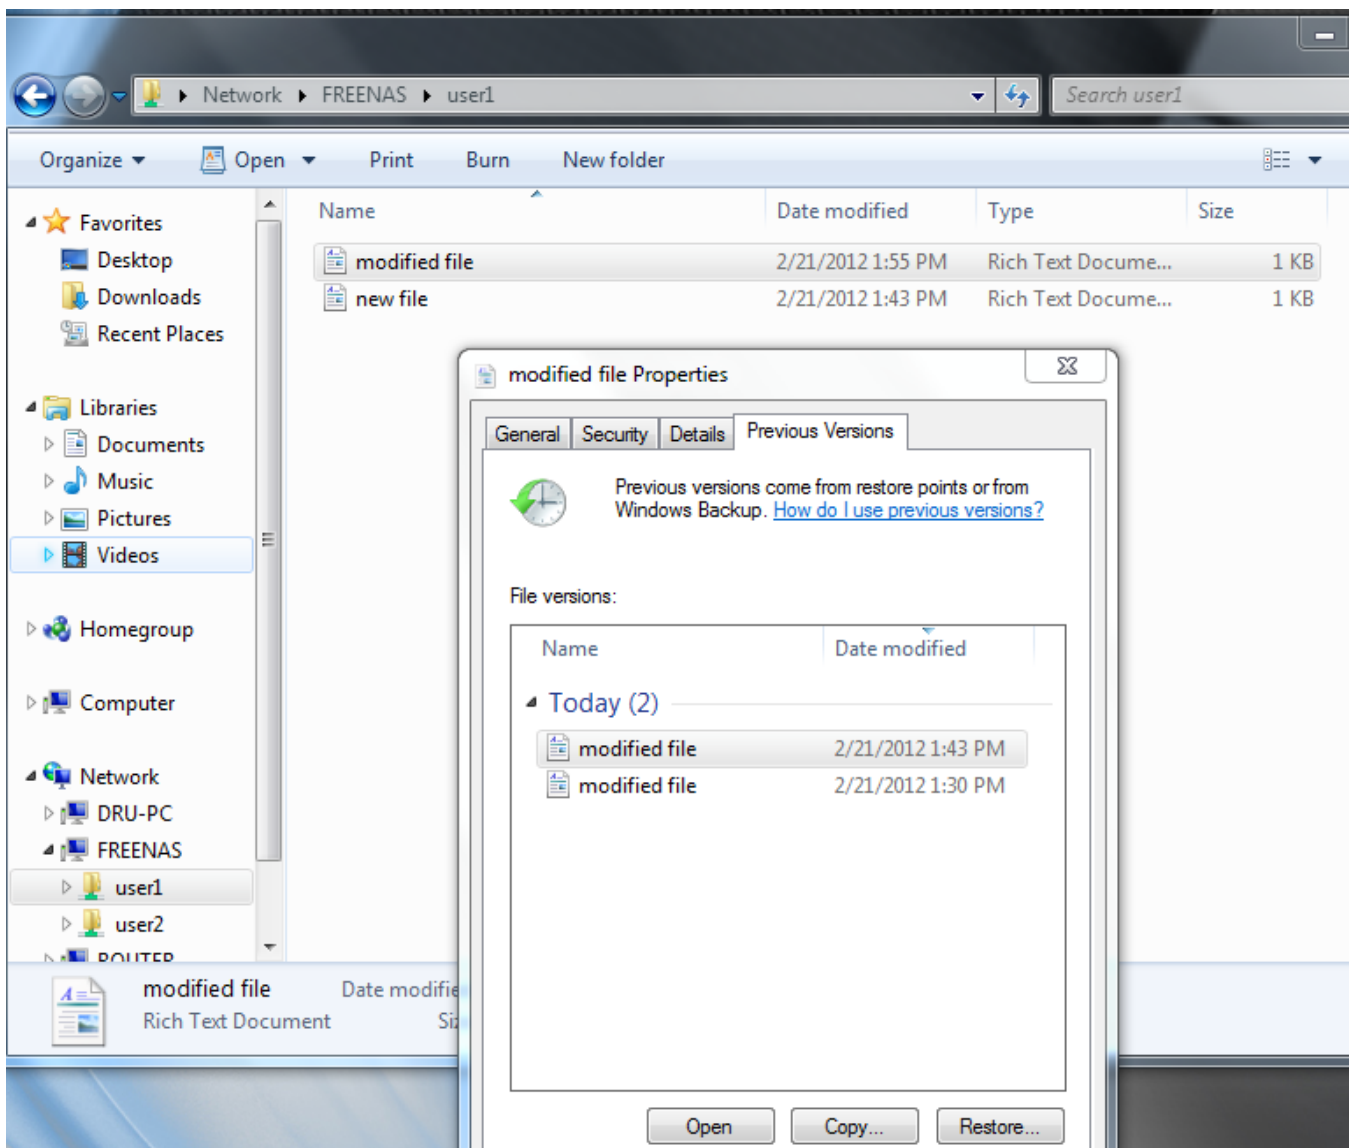 Network FREENAS user1 Search user1
Organize Open Print Burn New folder
Name Date modified Type Size
modified file 2/21/2012 1:55 PM Rich Text Docume... 1 KB
new file 2/21/2012 1:43 PM Rich Text Docume... 1 KB
Favorites
Desktop
Downloads
Recent Places
Libraries
Documents
Music
Pictures
Videos
Homegroup
Computer
Network
DRU-PC
FREENAS
user1
user2
ROUTER
modified file Date modifie
Rich Text Document Siz
modified file Properties
General Security Details Previous Versions
Previous versions come from restore points or from
Windows Backup. How do I use previous versions?
File versions:
Name Date modified
Today (2)
modified file 2/21/2012 1:43 PM
modified file 2/21/2012 1:30 PM
Open Copy... Restore...